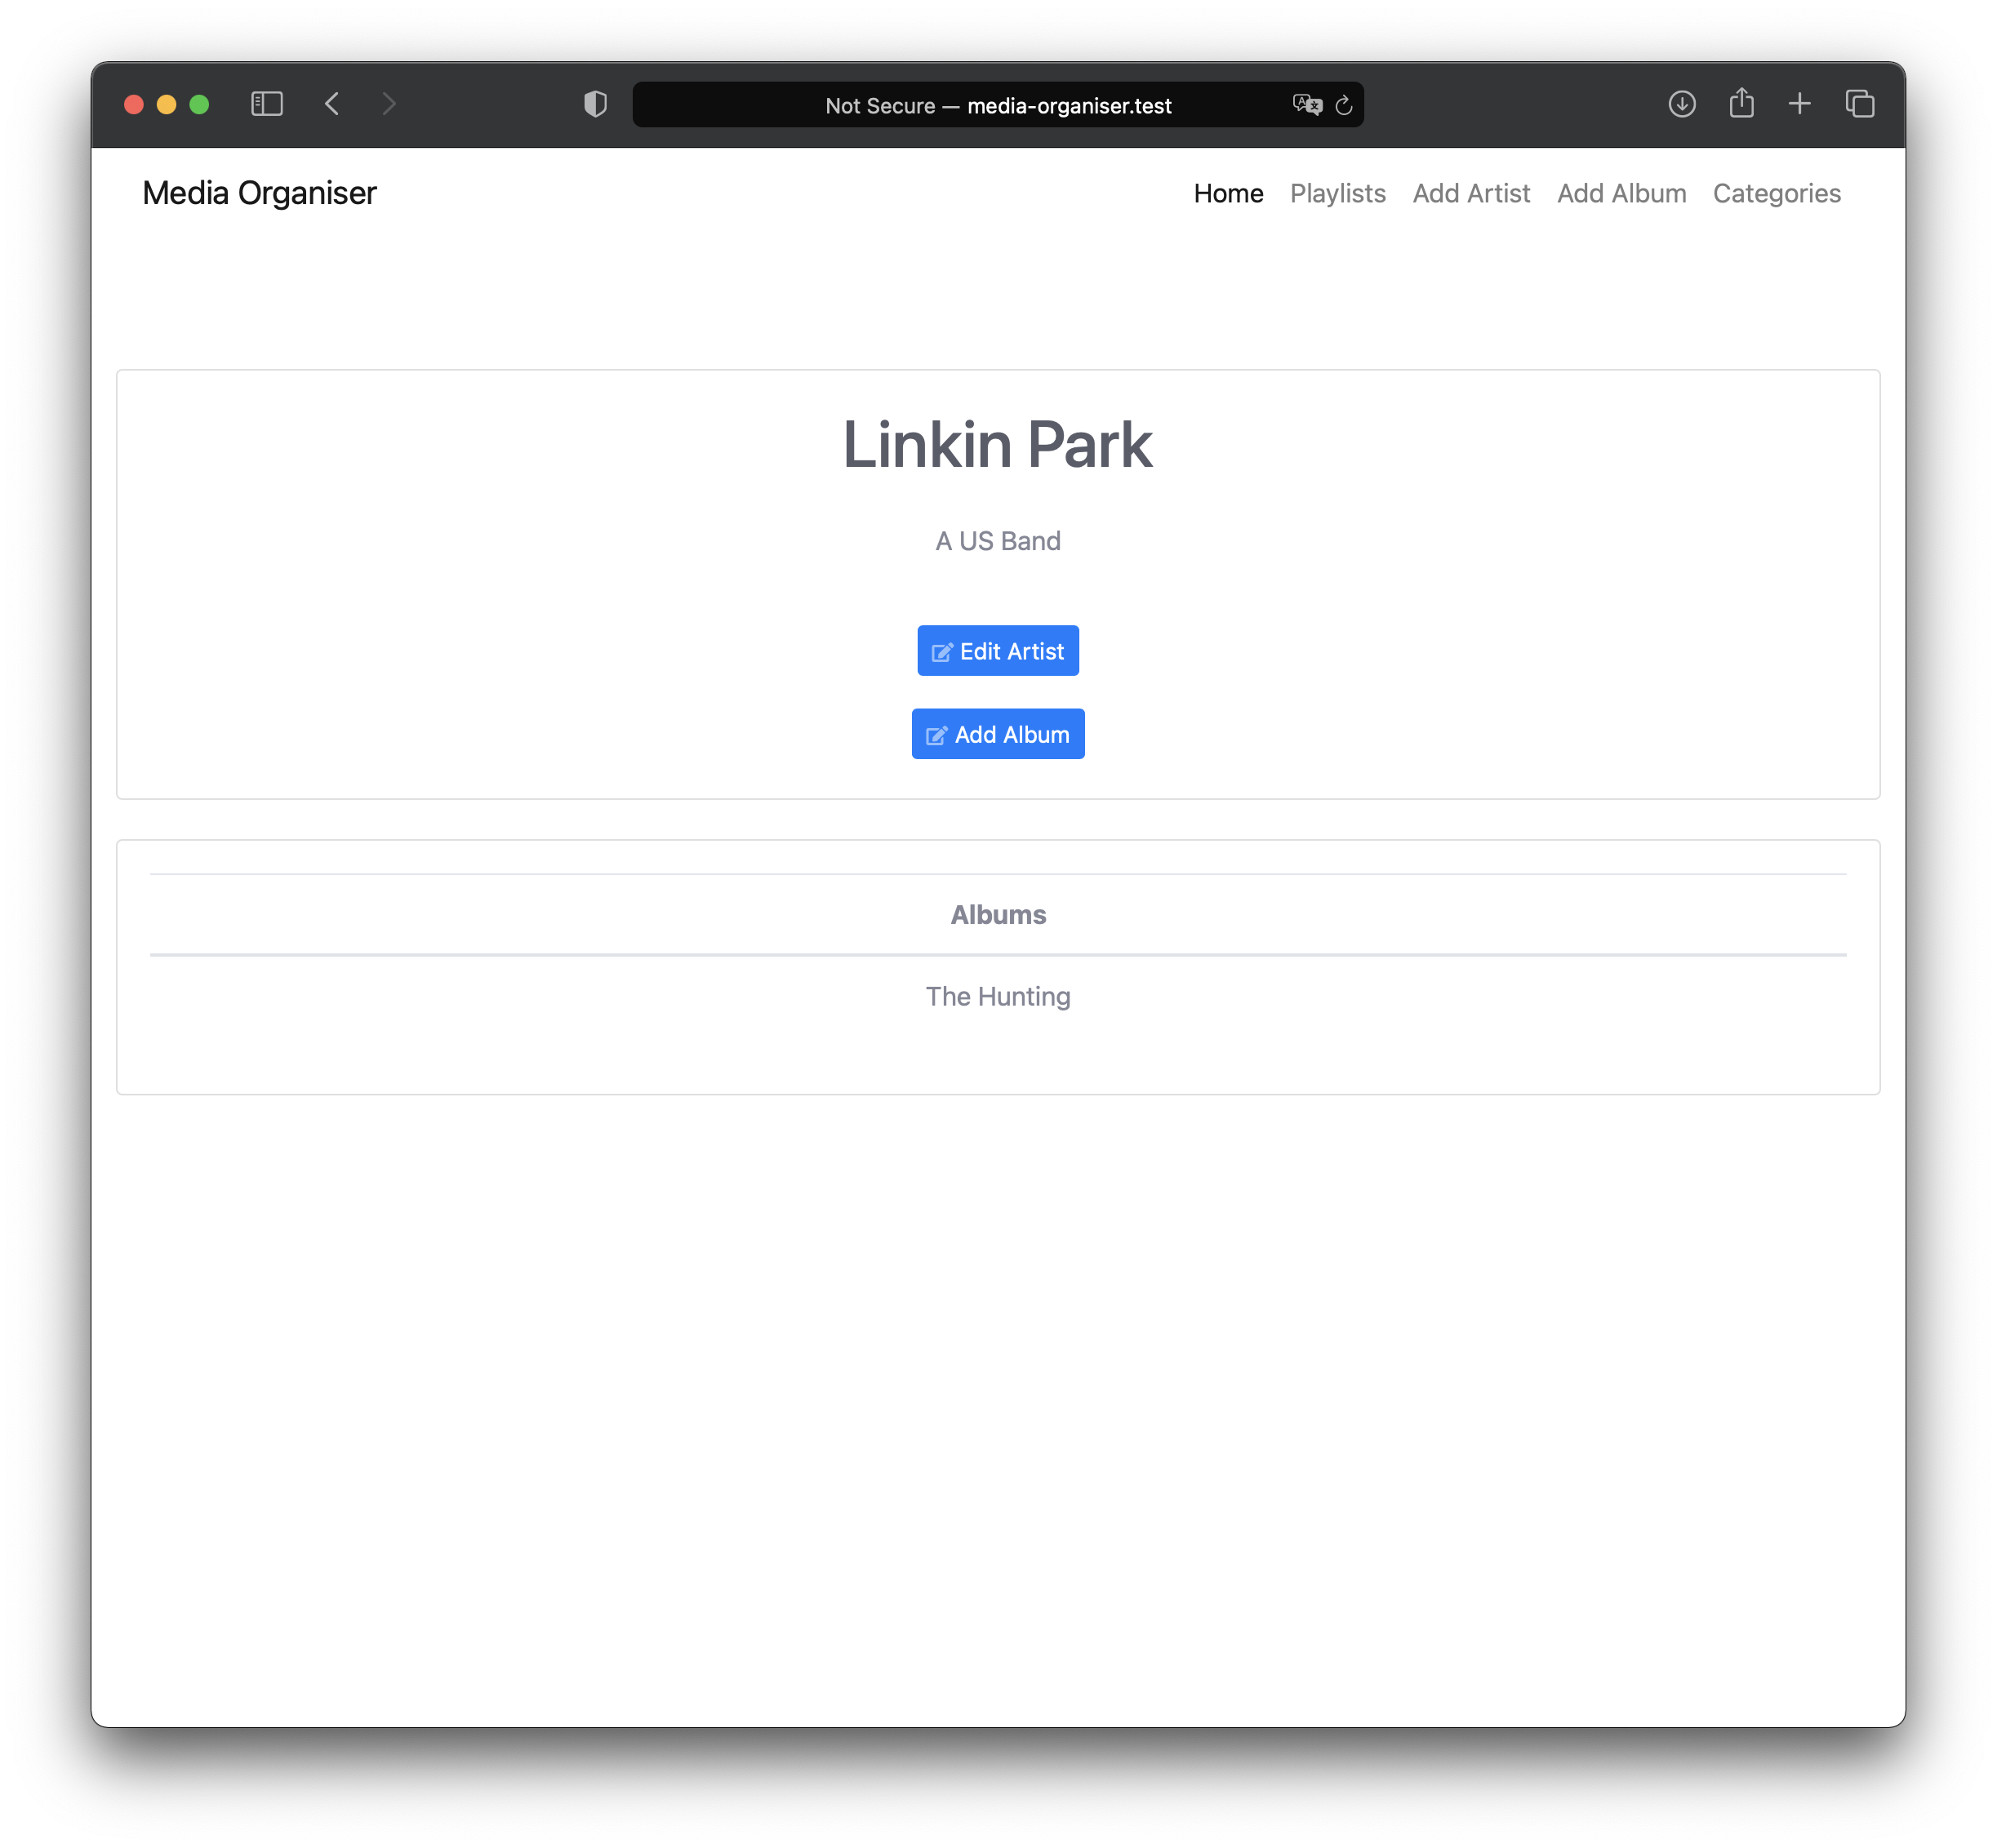 Not Secure — media-organiser.test
Media Organiser
Home Playlists Add Artist Add Album Categories
Linkin Park
A US Band
Edit Artist
Add Album
Albums
The Hunting